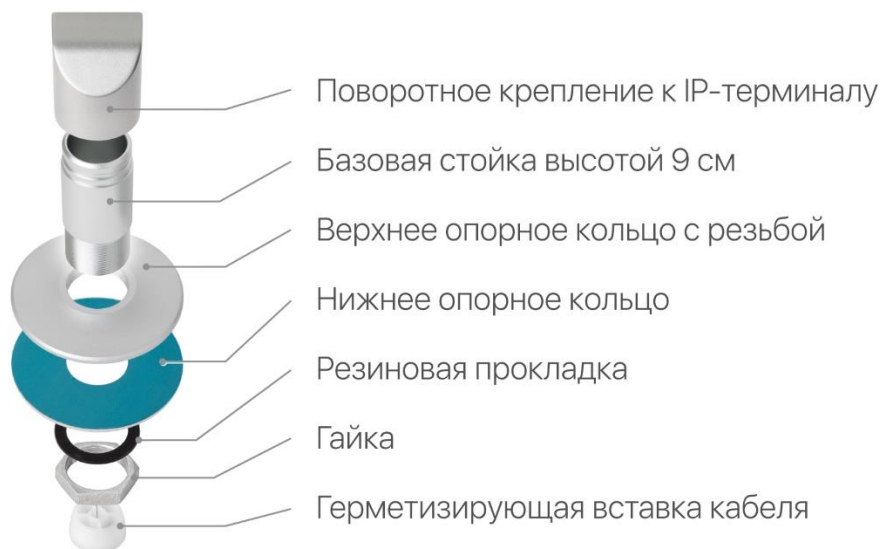 Поворотное крепление к IP-терминалу
Базовая стойка высотой 9 см
Верхнее опорное кольцо с резьбой
Нижнее опорное кольцо
Резиновая прокладка
Гайка
Герметизирующая вставка кабеля